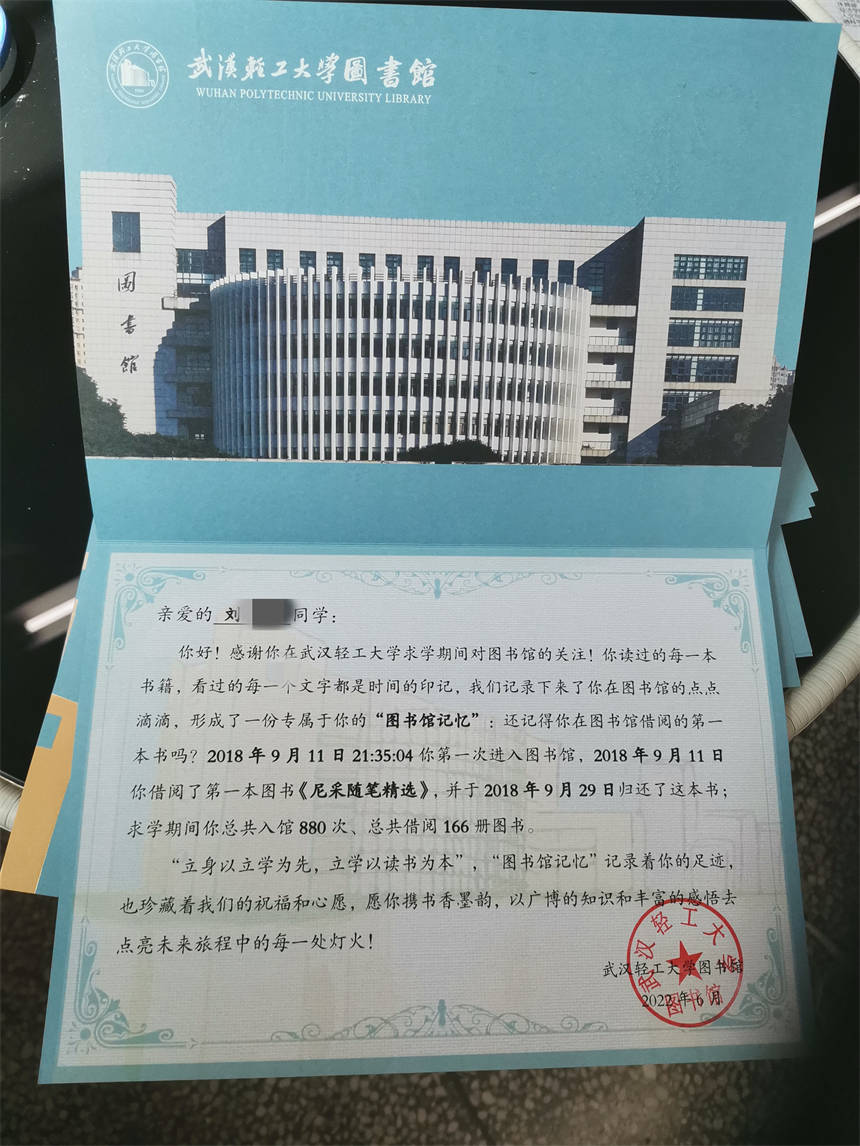 武漢輕工大學圖書館
WUHAN POLYTECHNIC UNIVERSITY LIBRARY
图書館
亲爱的 刘 同学：
你好！感谢你在武汉轻工大学求学期间对图书馆的关注！你读过的每一本
书籍，看过的每一个文字都是时间的印记，我们记录下来了你在图书馆的点点
滴滴，形成了一份专属于你的“图书馆记忆”：还记得你在图书馆借阅的第一
本书吗？2018 年 9 月 11 日 21:35:04 你第一次进入图书馆，2018 年 9 月 11 日
你借阅了第一本图书《尼采随笔精选》，并于 2018 年 9 月 29 日归还了这本书；
求学期间你总共入馆 880 次、总共借阅 166 册图书。
“立身以立学为先，立学以读书为本”，“图书馆记忆”记录着你的足迹，
也珍藏着我们的祝福和心愿，愿你携书香墨韵，以广博的知识和丰富的感悟去
点亮未来旅程中的每一处灯火！
武汉轻工大学图书馆
2022 年 6 月
武汉轻工大学
图书馆